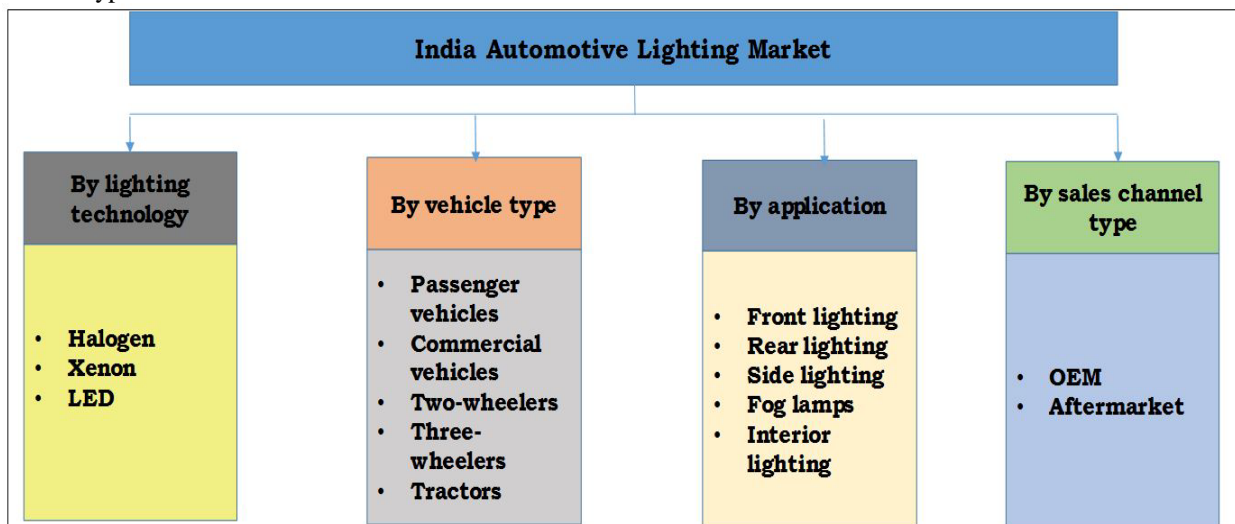 India Automotive Lighting Market
By lighting
technology
• Halogen
• Xenon
• LED
By vehicle type
• Passenger
vehicles
• Commercial
vehicles
• Two-wheelers
• Three-
wheelers
• Tractors
By application
• Front lighting
• Rear lighting
• Side lighting
• Fog lamps
• Interior
lighting
By sales channel
type
• OEM
• Aftermarket